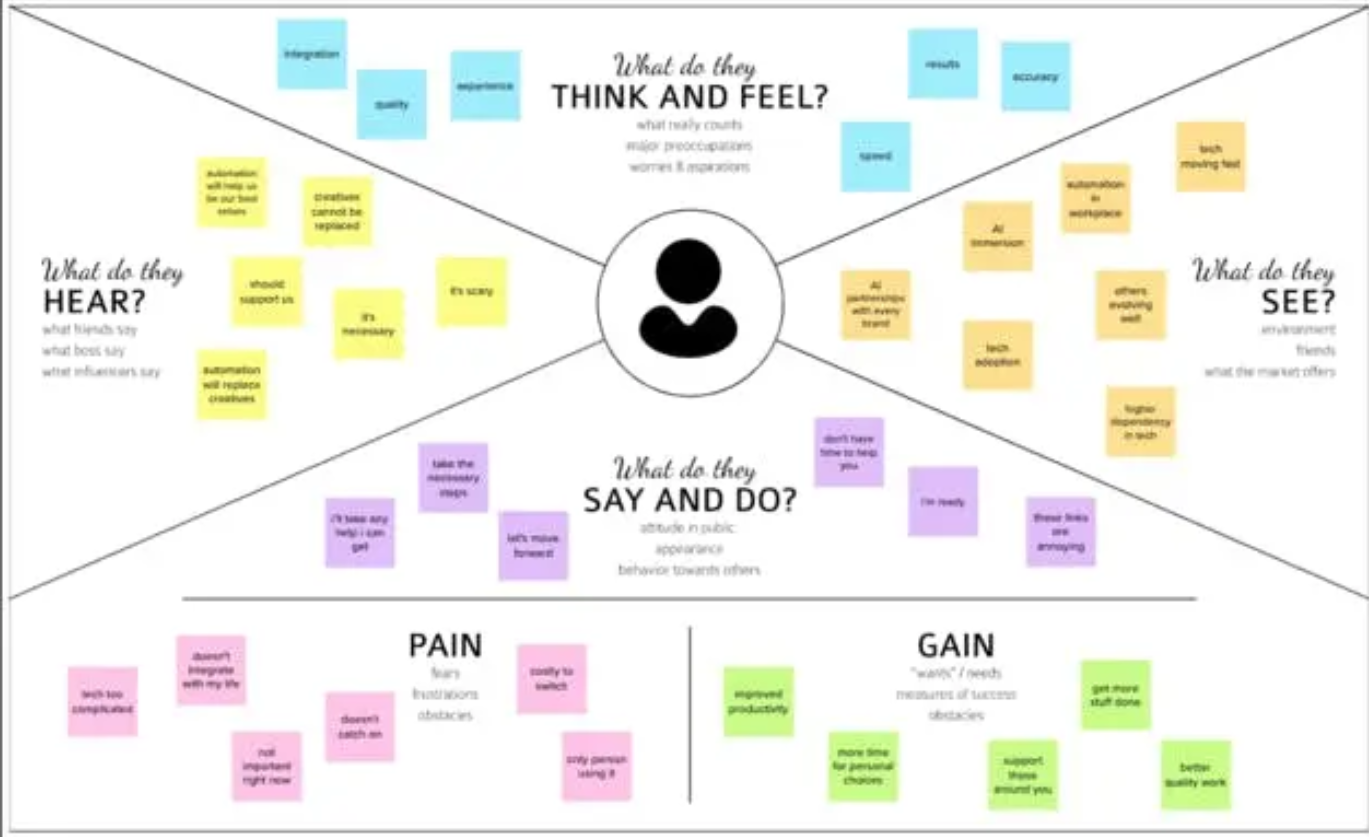 integration
quality
experience
What do they
THINK AND FEEL?
what really counts
major preoccupations
worries & aspirations
results
accuracy
speed
What do they
HEAR?
what friends say
what boss say
what influencers say
automation
will help us
be our best
selves
creatives
cannot be
replaced
should
support us
it's
necessary
it's scary
automation
will replace
creatives
What do they
SEE?
environment
friends
what the market offers
tech
moving fast
automation
in
workplace
AI
immersion
AI
partnerships
with every
brand
others
evolving
well
tech
adoption
higher
dependency
in tech
What do they
SAY AND DO?
attitude in public
appearance
behavior towards others
take the
necessary
steps
i'll take any
help i can
get
let's move
forward
don't have
time to help
you
i'm ready
these links
are
annoying
PAIN
fears
frustrations
obstacles
tech too
complicated
doesn't
integrate
with my life
not
important
right now
doesn't
catch on
costly to
switch
only person
using it
GAIN
"wants" / needs
measures of success
obstacles
improved
productivity
more time
for personal
choices
support
those
around you
get more
stuff done
better
quality work